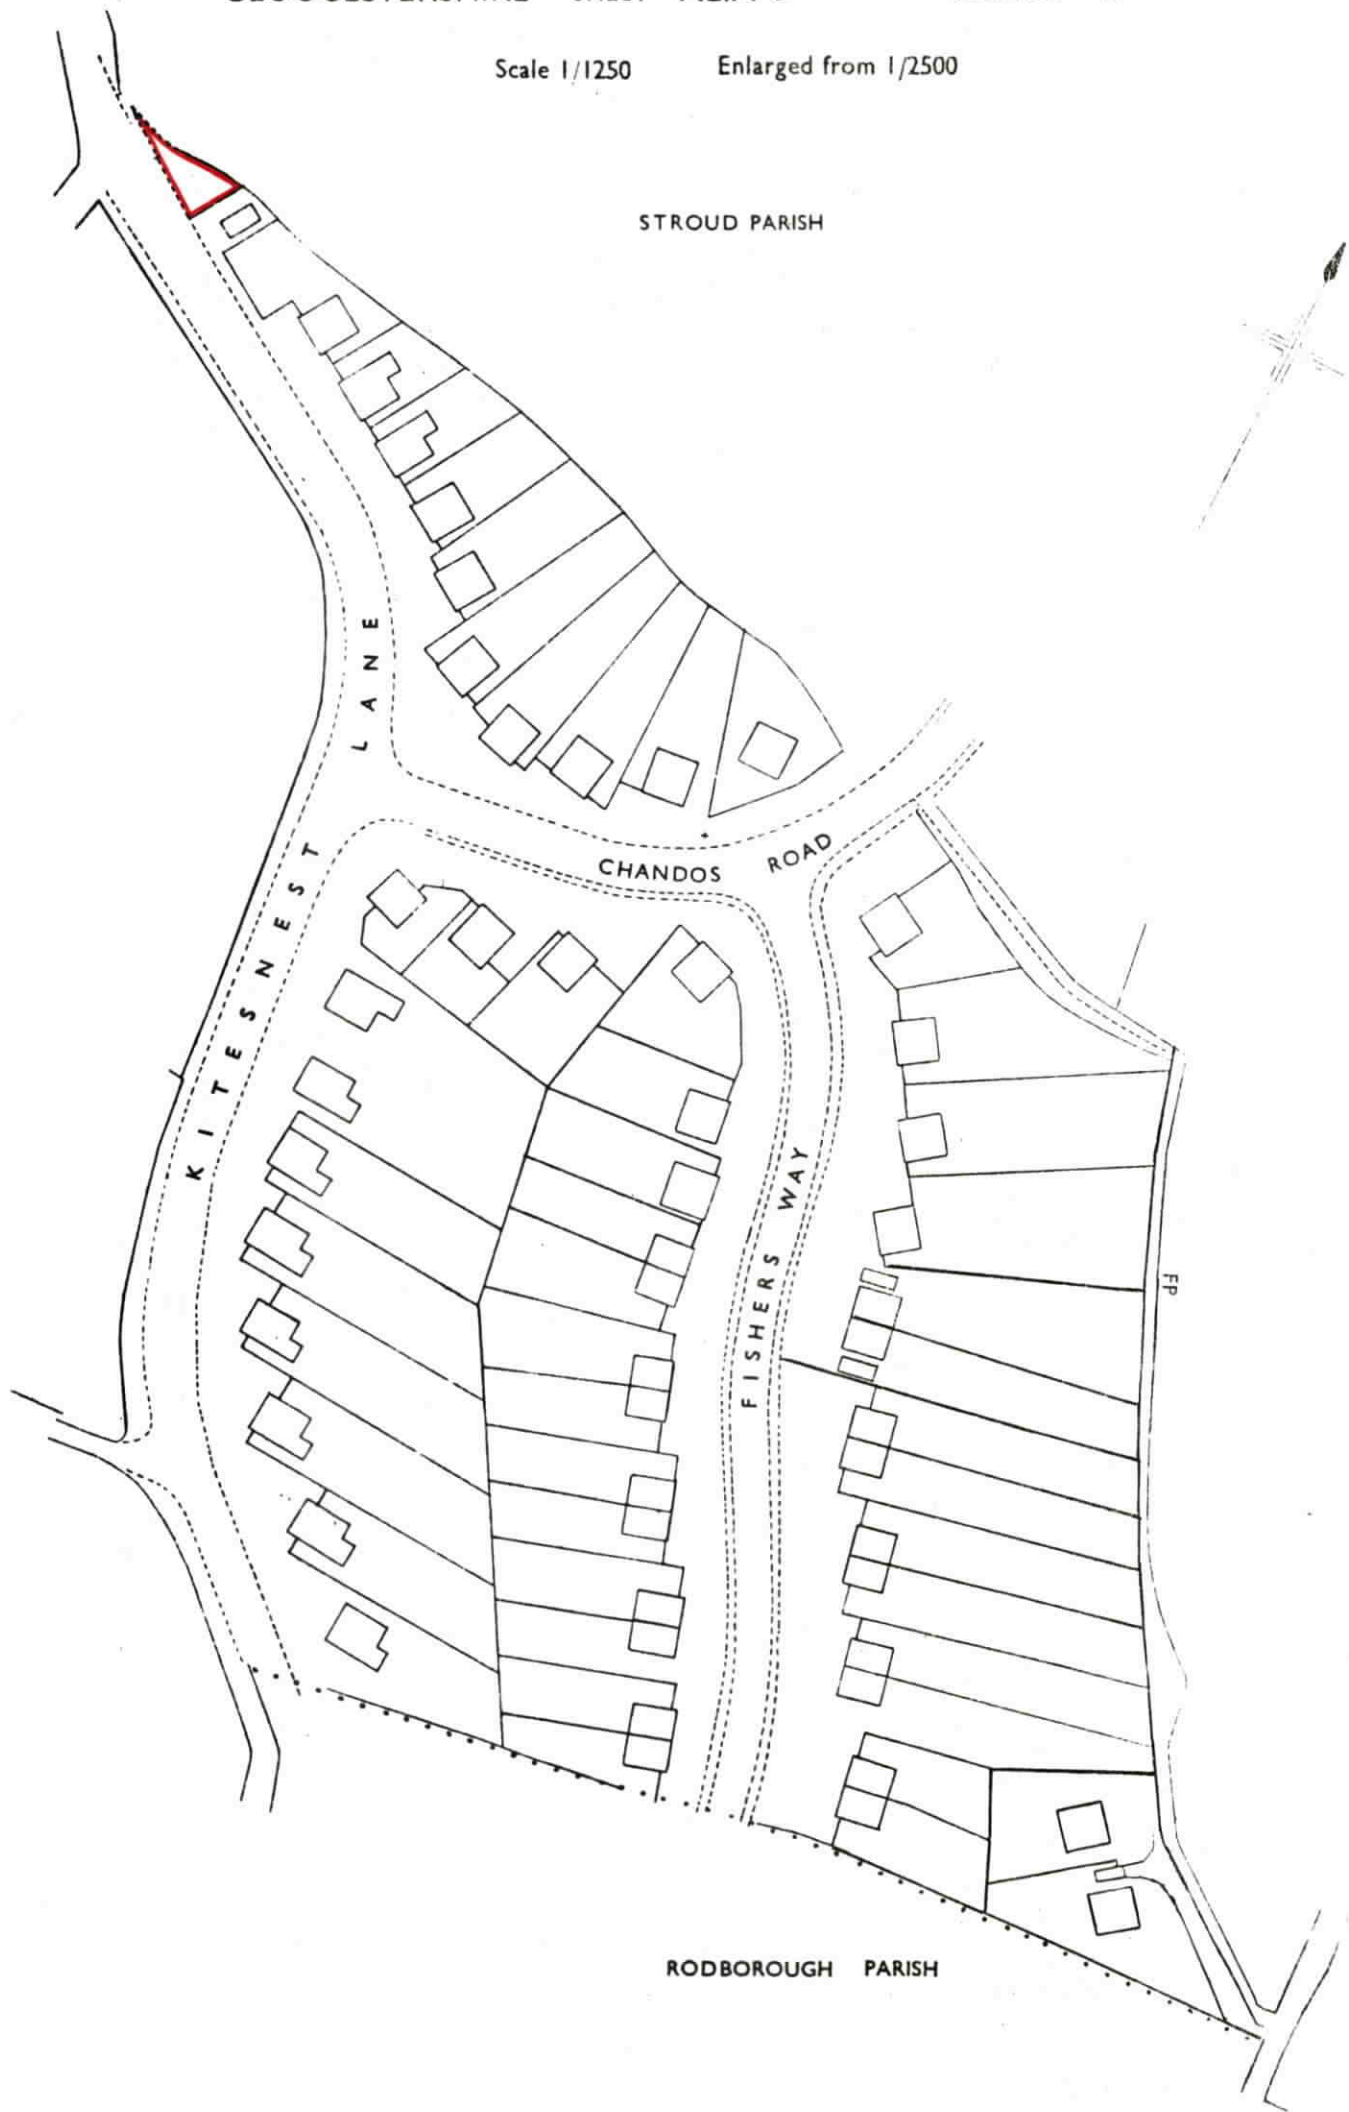 Scale 1/1250 Enlarged from 1/2500
STROUD PARISH
KITESNEST LANE
CHANDOS ROAD
FISHERS WAY
FP
RODBOROUGH PARISH